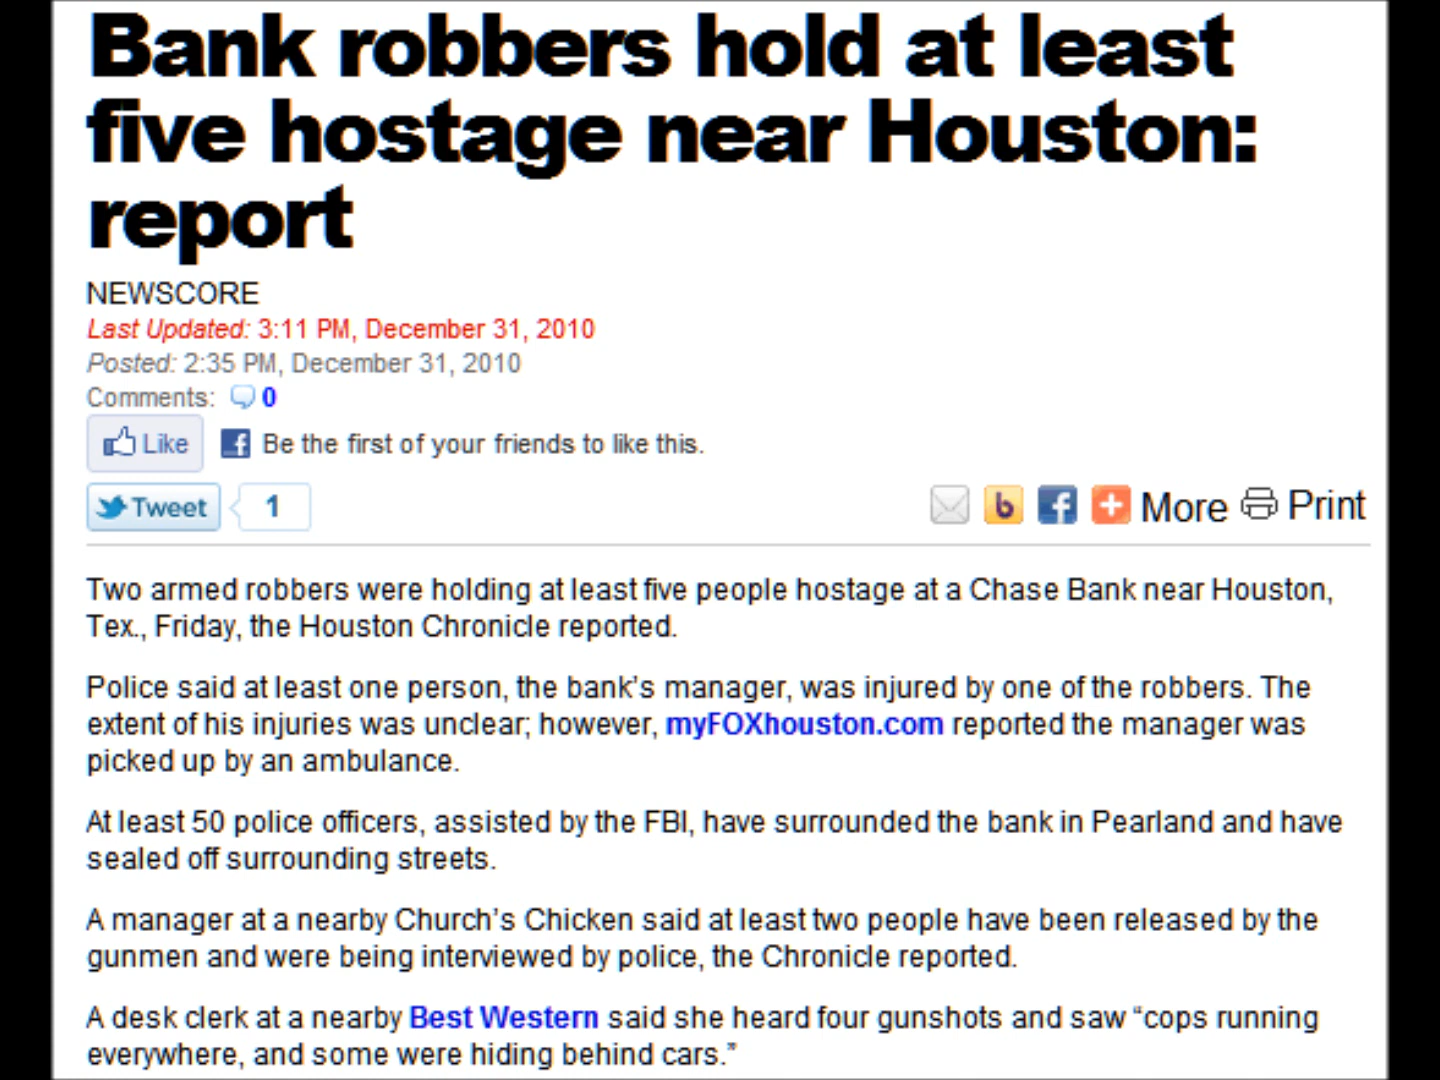 Bank robbers hold at least
five hostage near Houston:
report
NEWSCORE
Last Updated: 3:11 PM, December 31, 2010
Posted: 2:35 PM, December 31, 2010
Comments: 0
Like f Be the first of your friends to like this.
Tweet 1 b f More Print
Two armed robbers were holding at least five people hostage at a Chase Bank near Houston,
Tex., Friday, the Houston Chronicle reported.
Police said at least one person, the bank's manager, was injured by one of the robbers. The
extent of his injuries was unclear; however, myFOXhouston.com reported the manager was
picked up by an ambulance.
At least 50 police officers, assisted by the FBI, have surrounded the bank in Pearland and have
sealed off surrounding streets.
A manager at a nearby Church's Chicken said at least two people have been released by the
gunmen and were being interviewed by police, the Chronicle reported.
A desk clerk at a nearby Best Western said she heard four gunshots and saw “cops running
everywhere, and some were hiding behind cars.”